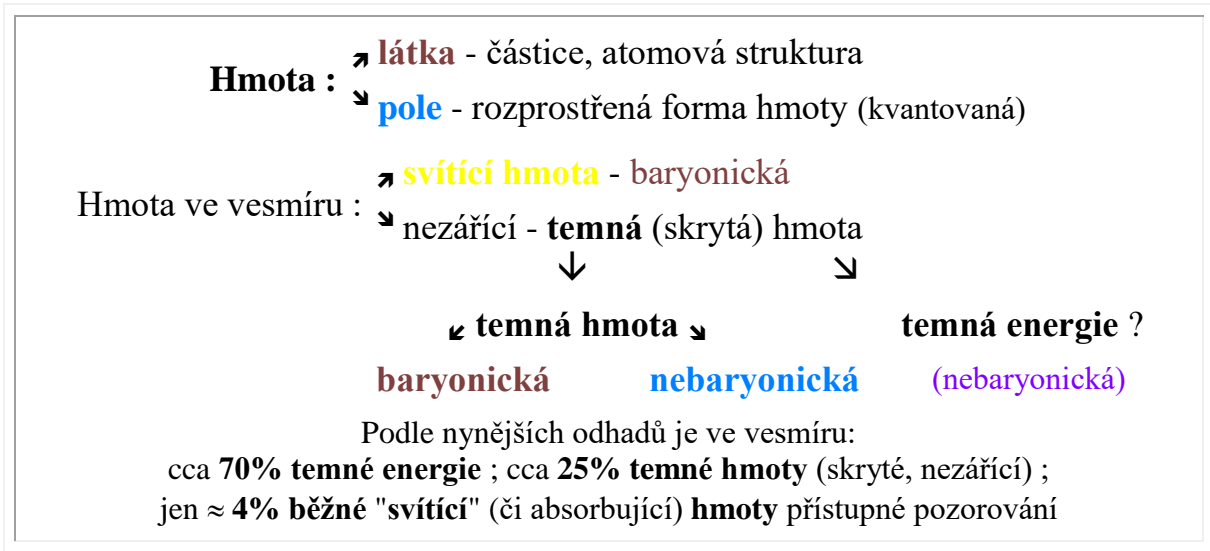 Hmota :
látka - částice, atomová struktura
pole - rozprostřená forma hmoty (kvantovaná)
Hmota ve vesmíru :
svítící hmota - baryonická
nezářící - temná (skrytá) hmota
temná hmota temná energie ?
baryonická nebaryonická (nebaryonická)
Podle nynějších odhadů je ve vesmíru:
cca 70% temné energie ; cca 25% temné hmoty (skryté, nezářící) ;
jen ≈ 4% běžné "svítící" (či absorbující) hmoty přístupné pozorování